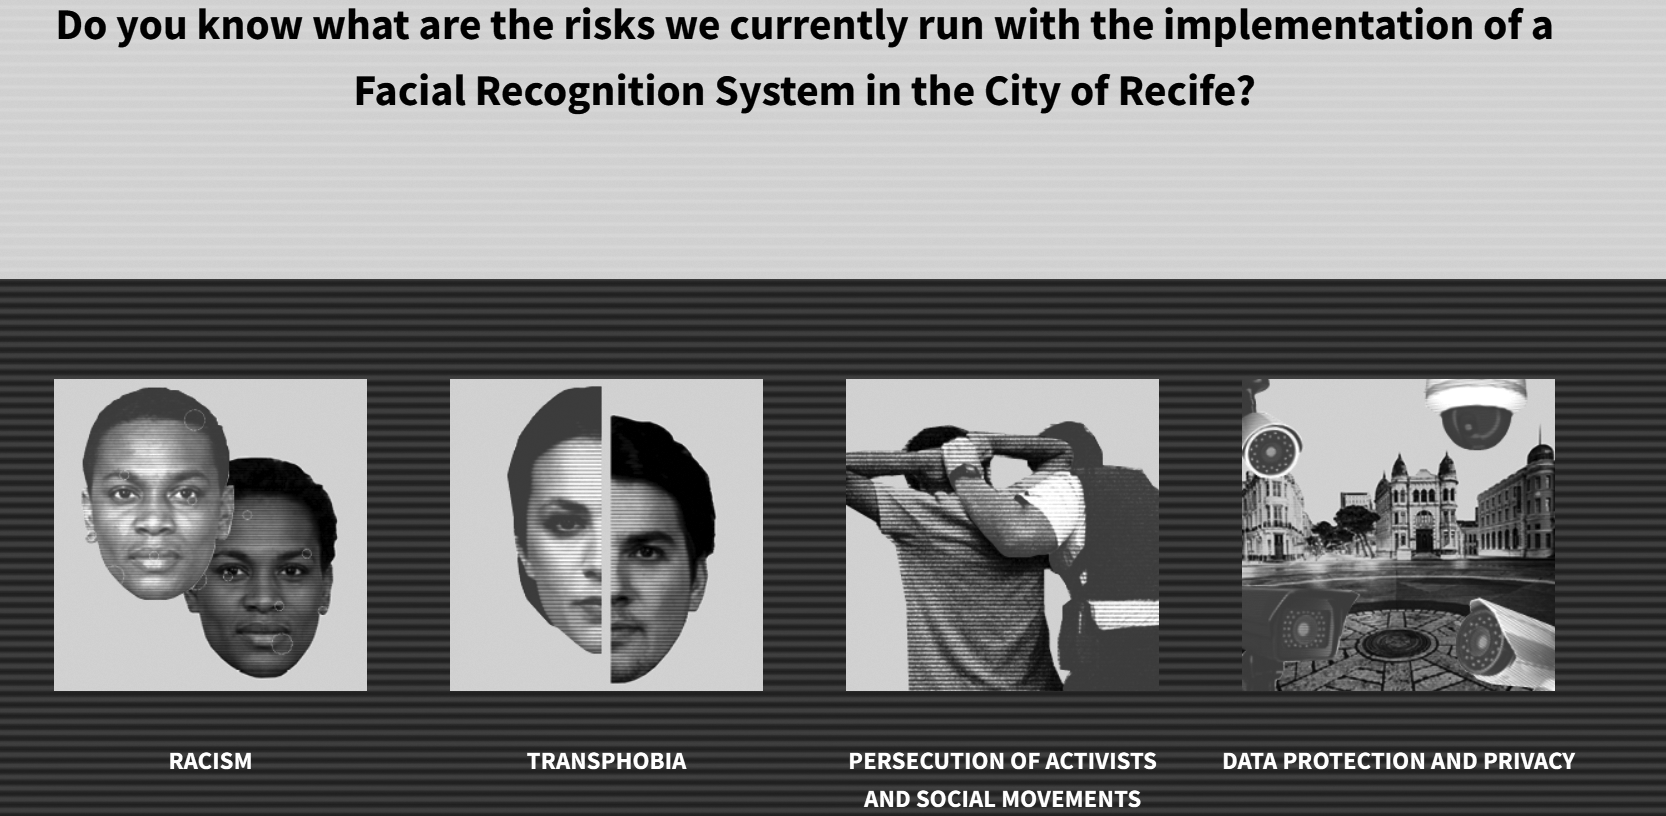 Do you know what are the risks we currently run with the implementation of a
Facial Recognition System in the City of Recife?
RACISM
TRANSPHOBIA
PERSECUTION OF ACTIVISTS
AND SOCIAL MOVEMENTS
DATA PROTECTION AND PRIVACY